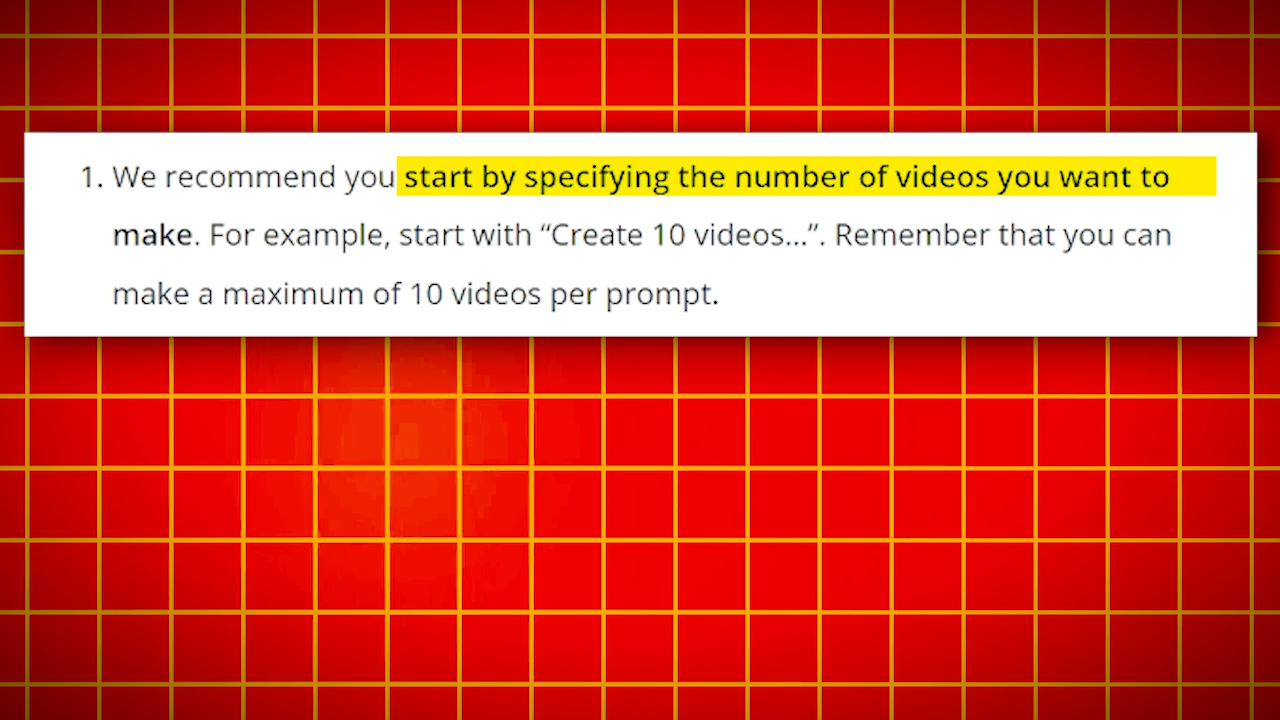 1. We recommend you start by specifying the number of videos you want to
make. For example, start with “Create 10 videos...”. Remember that you can
make a maximum of 10 videos per prompt.